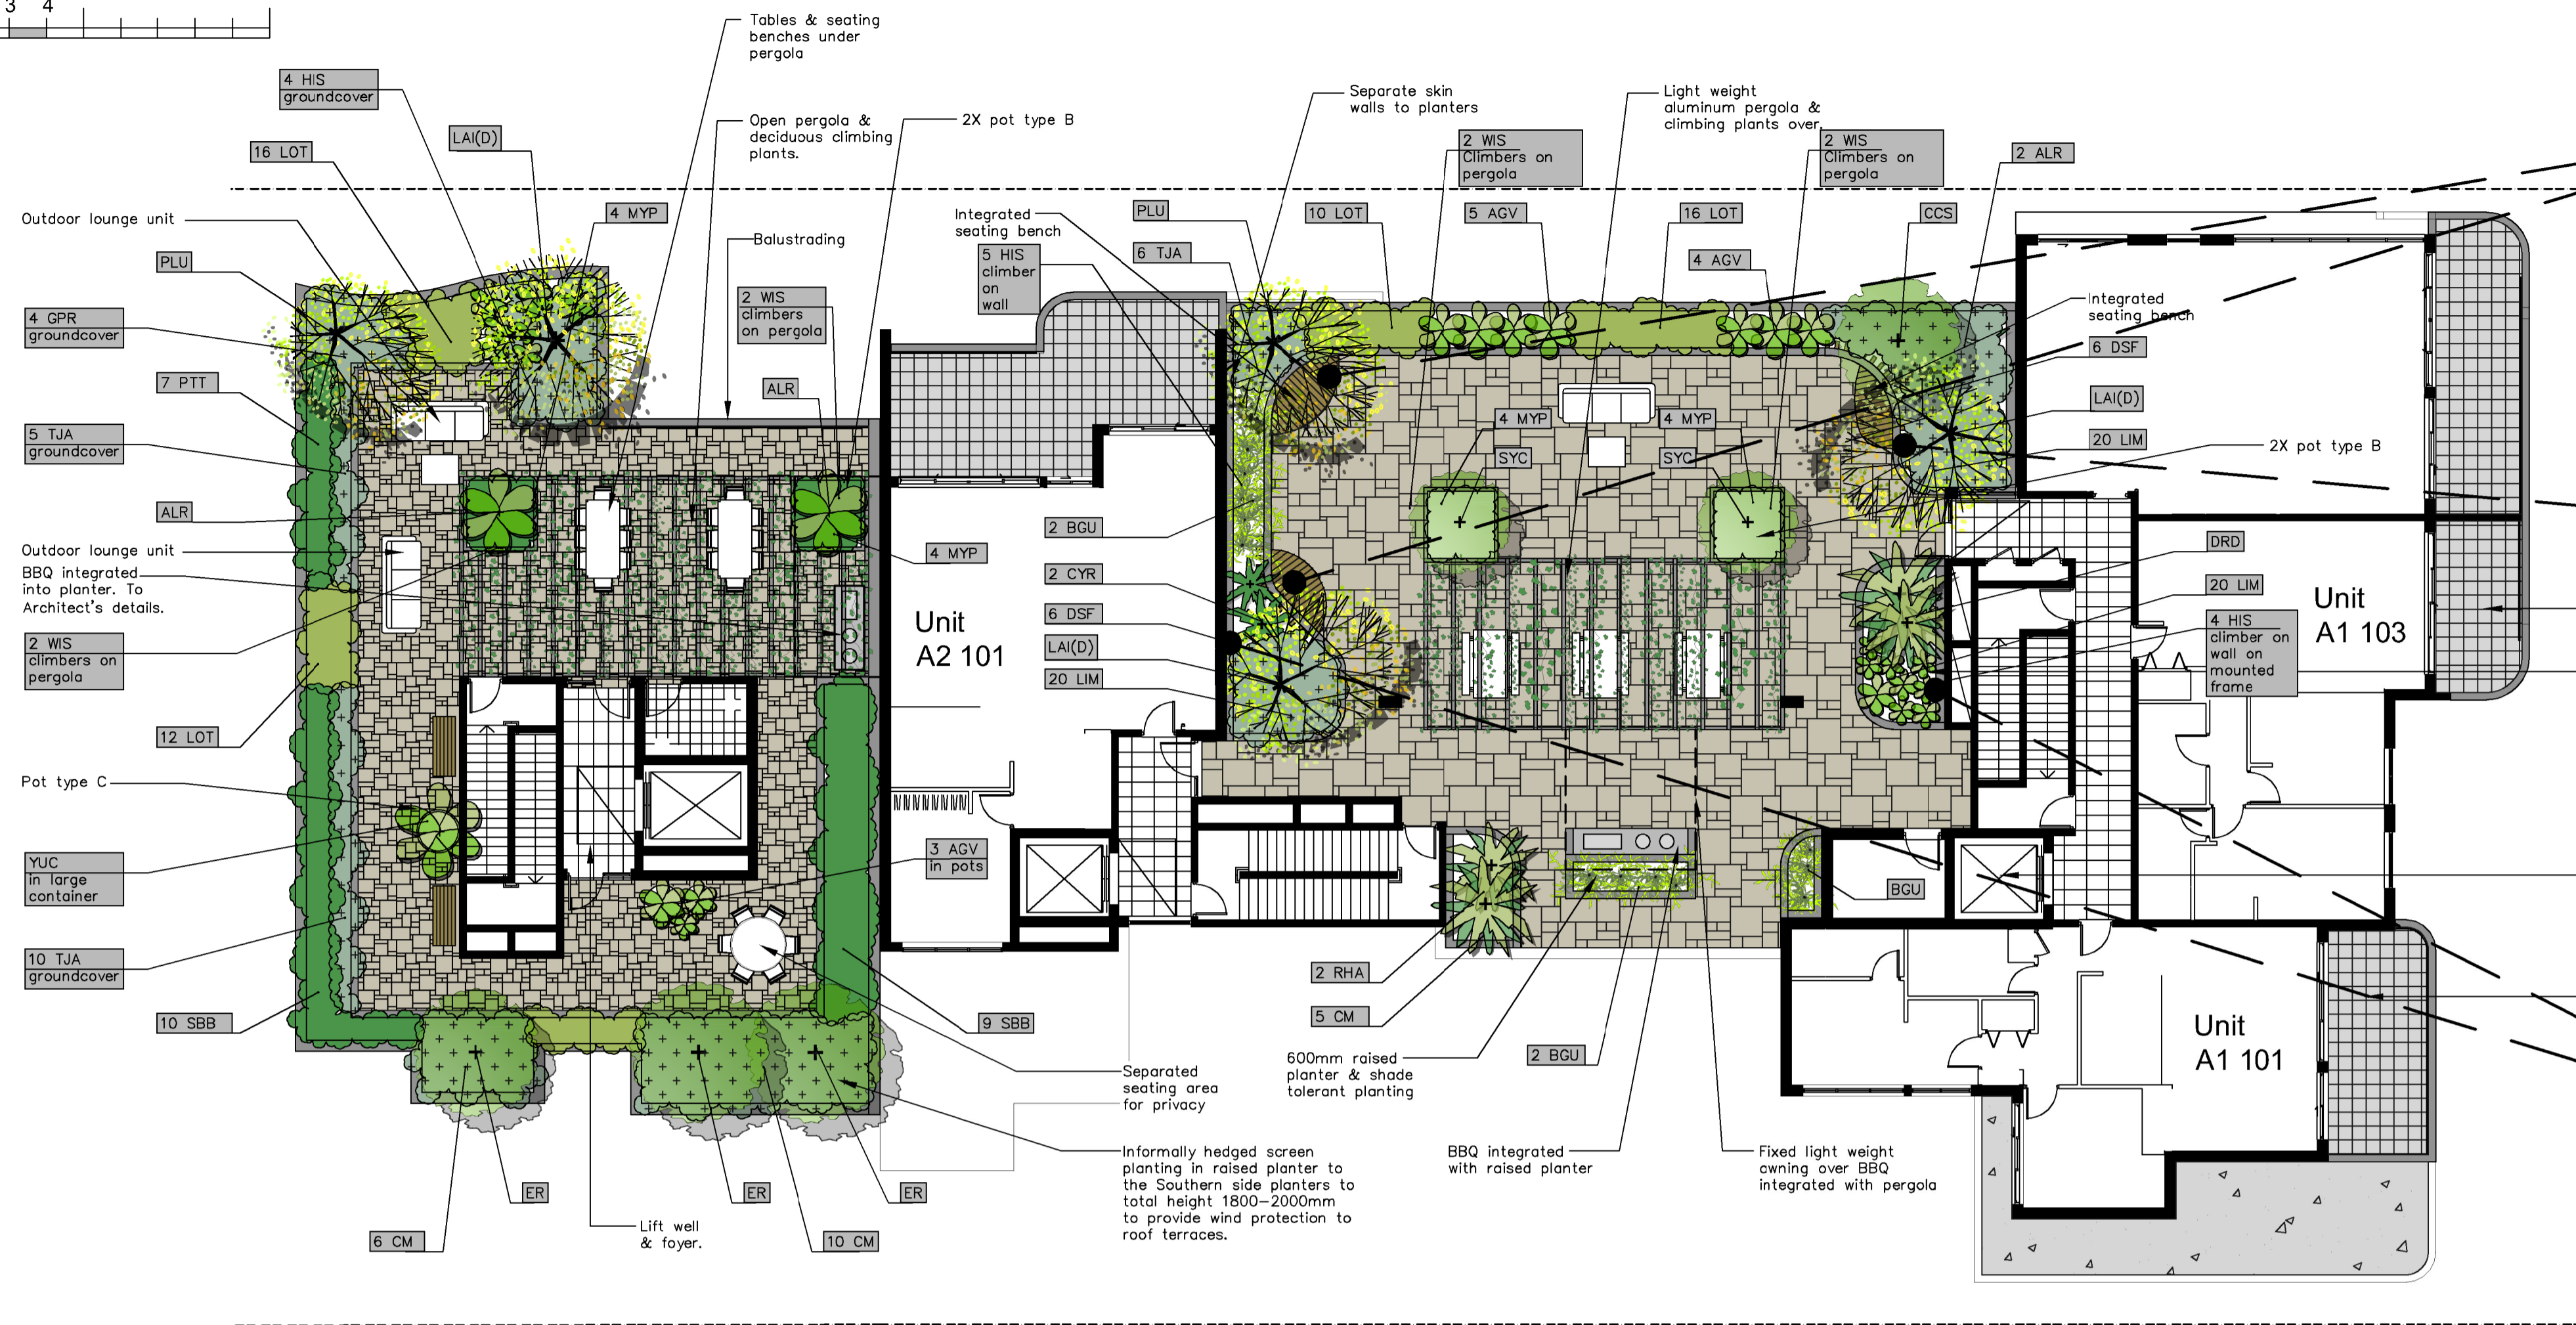 3 4
Tables & seating
benches under
pergola
4 HIS
groundcover
LAI(D)
16 LOT
Open pergola &
deciduous climbing
plants.
2X pot type B
Outdoor lounge unit
4 MYP
Balustrading
PLU
4 GPR
groundcover
2 WIS
climbers
on pergola
7 PTT
ALR
5 TJA
groundcover
ALR
Outdoor lounge unit
BBQ integrated
into planter. To
Architect's details.
4 MYP
2 WIS
climbers on
pergola
12 LOT
Pot type C
YUC
in large
container
3 AGV
in pots
10 TJA
groundcover
10 SBB
9 SBB
Separated
seating area
for privacy
Informally hedged screen
planting in raised planter to
the Southern side planters to
total height 1800-2000mm
to provide wind protection to
roof terraces.
ER
ER
ER
6 CM
Lift well
& foyer.
10 CM
Separate skin
walls to planters
Light weight
aluminum pergola &
climbing plants over.
2 WIS
Climbers on
pergola
2 WIS
Climbers on
pergola
2 ALR
Integrated
seating bench
PLU
10 LOT
5 AGV
16 LOT
CCS
5 HIS
climber
on
wall
6 TJA
4 AGV
Integrated
seating bench
6 DSF
LAI(D)
20 LIM
2X pot type B
4 MYP
4 MYP
SYC
SYC
2 BGU
2 CYR
6 DSF
LAI(D)
20 LIM
DRD
20 LIM
4 HIS
climber on
wall on
mounted
frame
Unit
A2 101
Unit
A1 103
BGU
2 RHA
5 CM
2 BGU
600mm raised
planter & shade
tolerant planting
BBQ integrated
with raised planter
Fixed light weight
awning over BBQ
integrated with pergola
Unit
A1 101